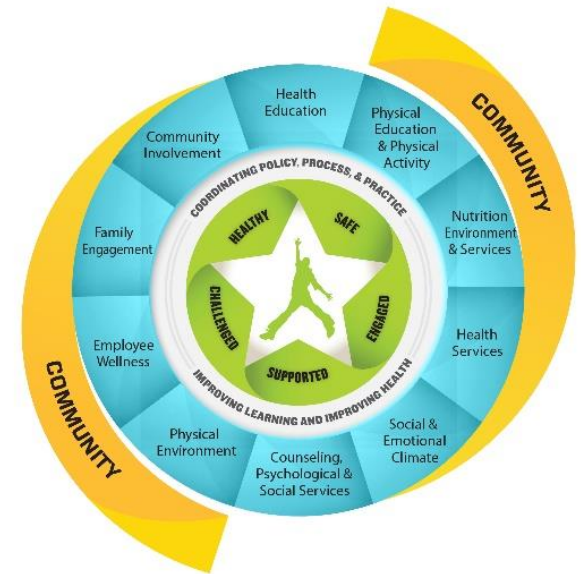 COMMUNITY
Health
Education
Physical
Education
& Physical
Activity
Nutrition
Environment
& Services
Health
Services
Social &
Emotional
Climate
Counseling,
Psychological &
Social Services
Physical
Environment
Employee
Wellness
Family
Engagement
Community
Involvement
COMMUNITY
COORDINATING POLICY, PROCESS, & PRACTICE
IMPROVING LEARNING AND IMPROVING HEALTH
HEALTHY
SAFE
ENGAGED
SUPPORTED
CHALLENGED